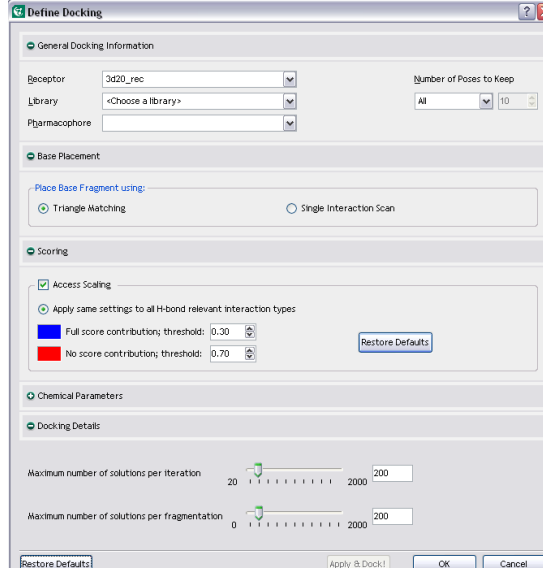 Define Docking
General Docking Information
Receptor 3d20_rec Number of Poses to Keep
Library <Choose a library> All 10
Pharmacophore
Base Placement
Place Base Fragment using:
Triangle Matching Single Interaction Scan
Scoring
Access Scaling
Apply same settings to all H-bond relevant interaction types
Full score contribution; threshold: 0.30
Restore Defaults
No score contribution; threshold: 0.70
Chemical Parameters
Docking Details
Maximum number of solutions per iteration 200
20 2000
Maximum number of solutions per fragmentation 200
0 2000
Restore Defaults Apply & Dock! OK Cancel